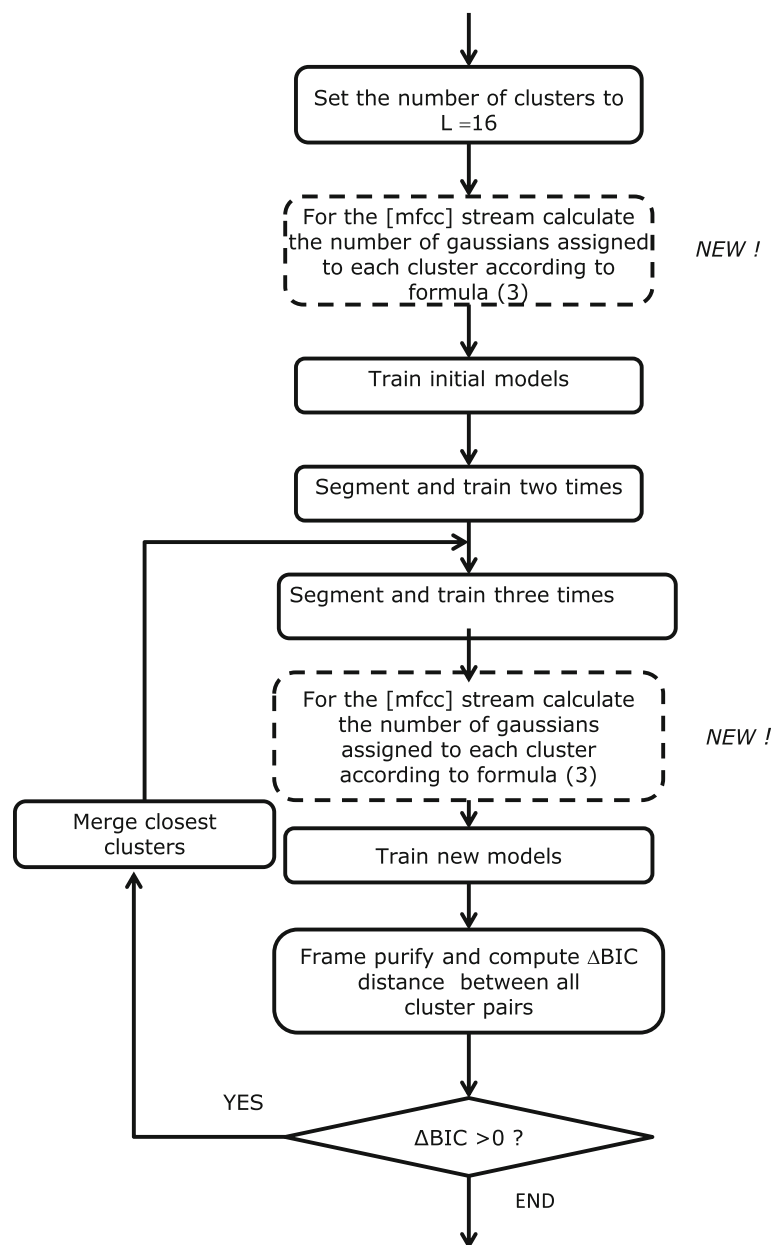 Set the number of clusters to
L =16
For the [mfcc] stream calculate
the number of gaussians assigned
to each cluster according to
formula (3)
NEW !
Train initial models
Segment and train two times
Segment and train three times
For the [mfcc] stream calculate
the number of gaussians
assigned to each cluster
according to formula (3)
NEW !
Merge closest
clusters
Train new models
Frame purify and compute ΔBIC
distance between all
cluster pairs
YES
ΔBIC >0 ?
END